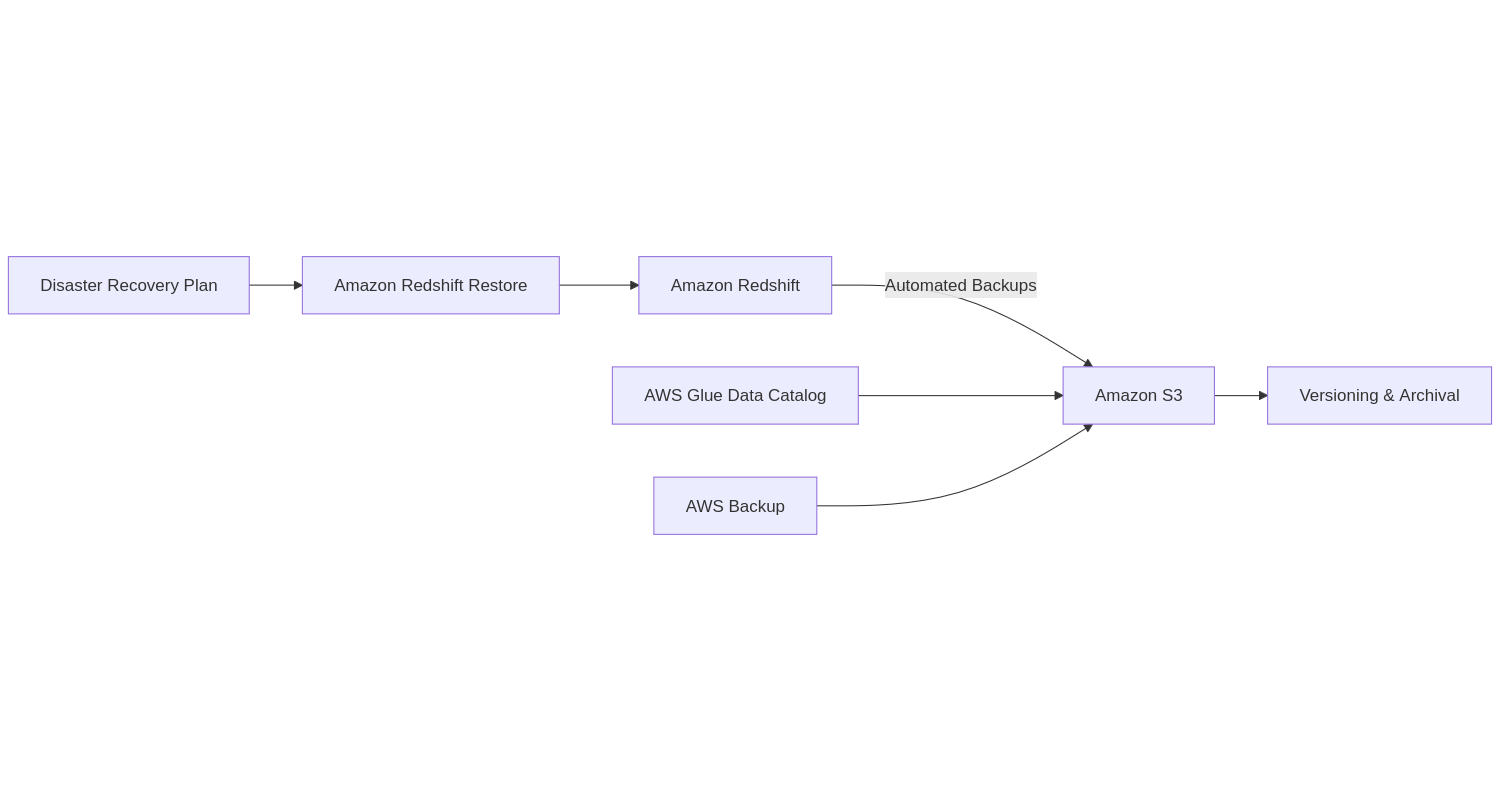 Disaster Recovery Plan
Amazon Redshift Restore
Amazon Redshift
Automated Backups
AWS Glue Data Catalog
Amazon S3
Versioning & Archival
AWS Backup